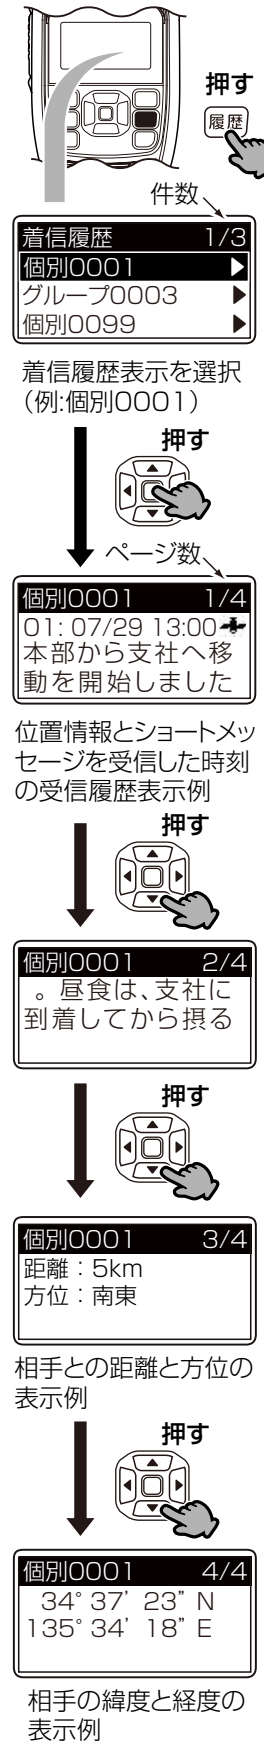 押す
履歴
件数
着信履歴 1/3
個別0001
グループ0003
個別0099
着信履歴表示を選択
（例:個別0001）
押す
ページ数
個別0001 1/4
01: 07/29 13:00
本部から支社へ移
動を開始しました
位置情報とショートメッ
セージを受信した時刻
の受信履歴表示例
押す
個別0001 2/4
。昼食は、支社に
到着してから摂る
押す
個別0001 3/4
距離：5km
方位：南東
相手との距離と方位の
表示例
押す
個別0001 4/4
34° 37’ 23” N
135° 34’ 18” E
相手の緯度と経度の
表示例